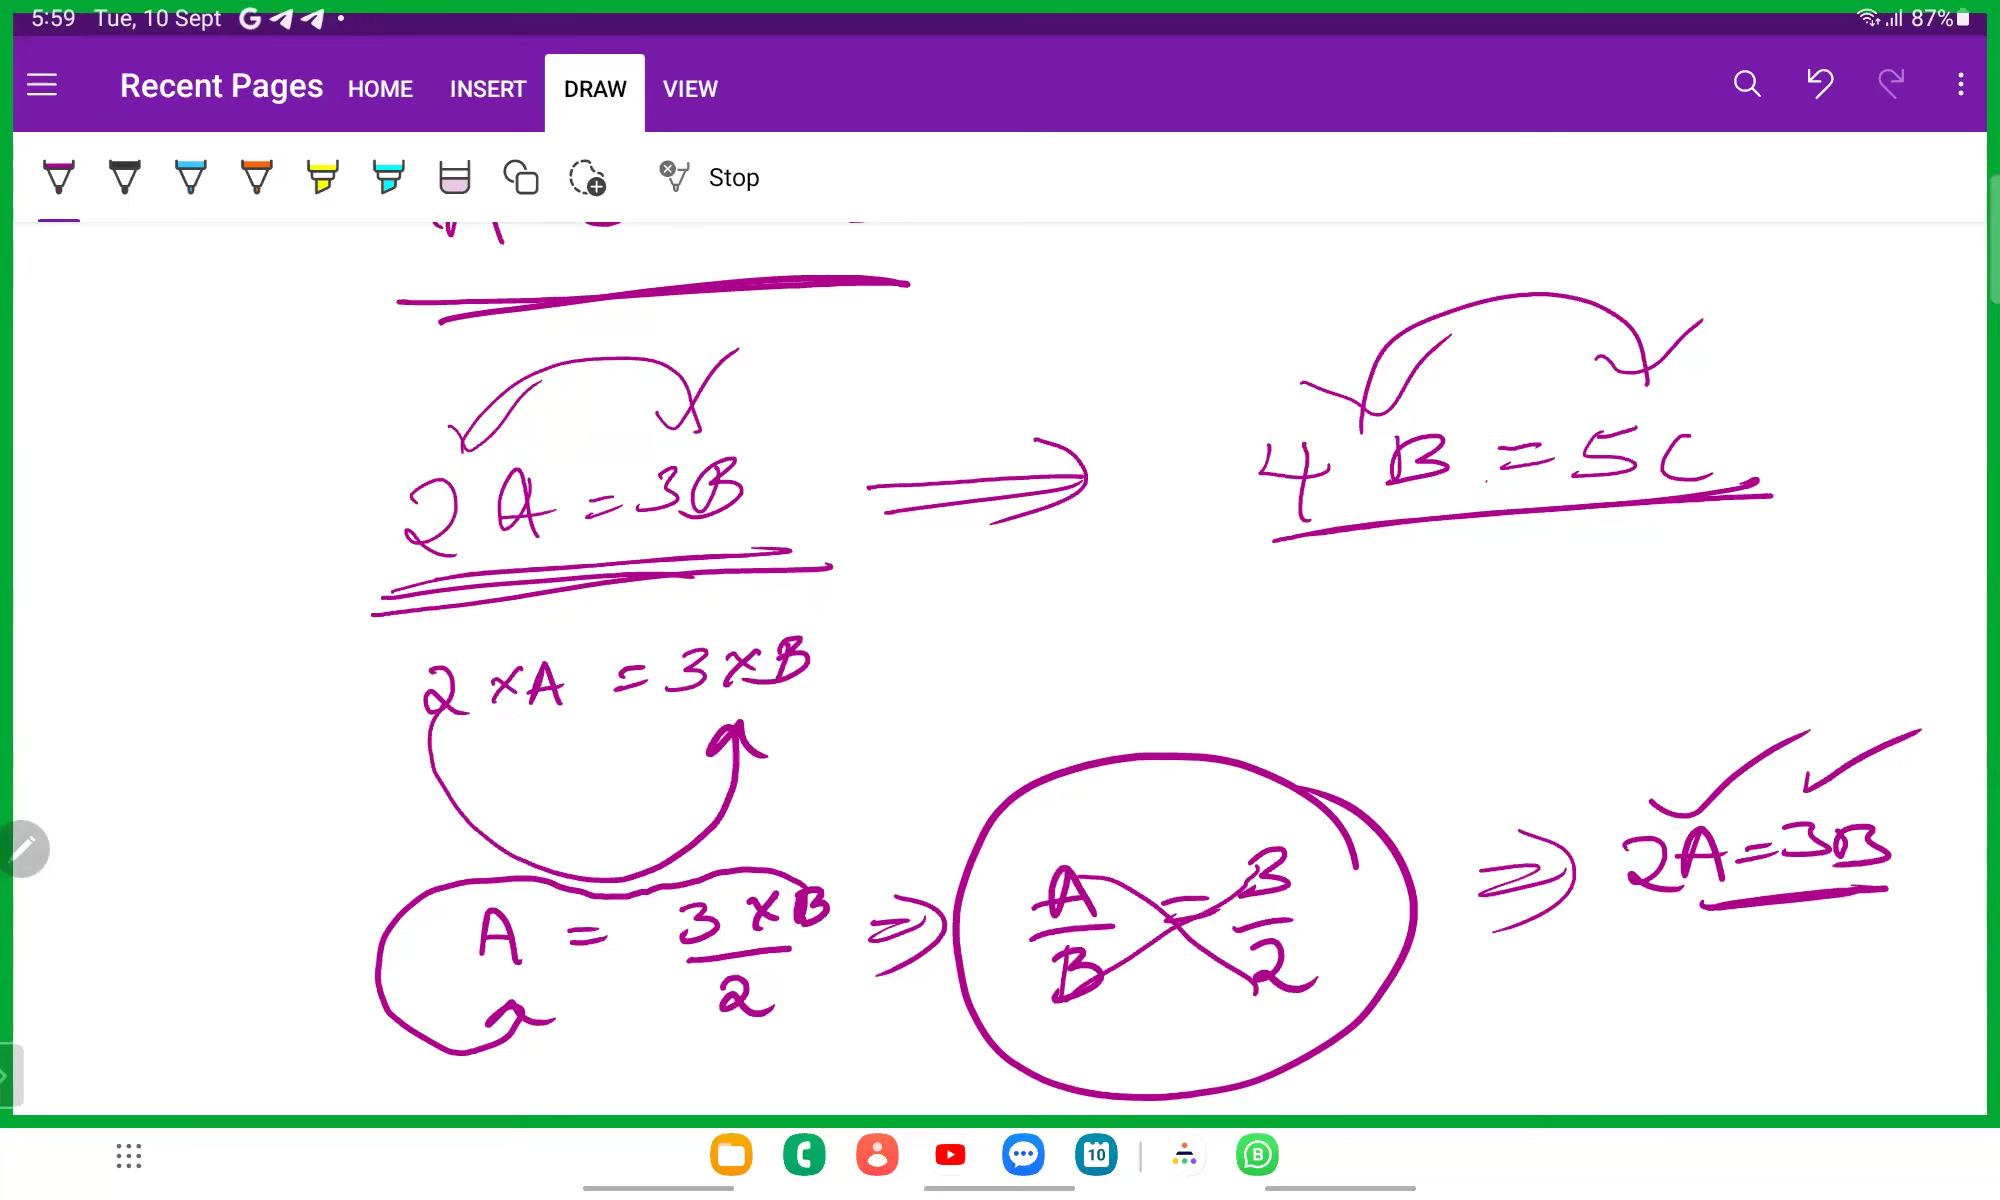 5:59 Tue, 10 Sept G 87%
Recent Pages HOME INSERT DRAW VIEW
Stop
2A = 3B ⟹ 4B = 5C
2 × A = 3 × B
A = 3 × B / 2 ⟹ A / B = 3 / 2 ⟹ 2A = 3B
10 B